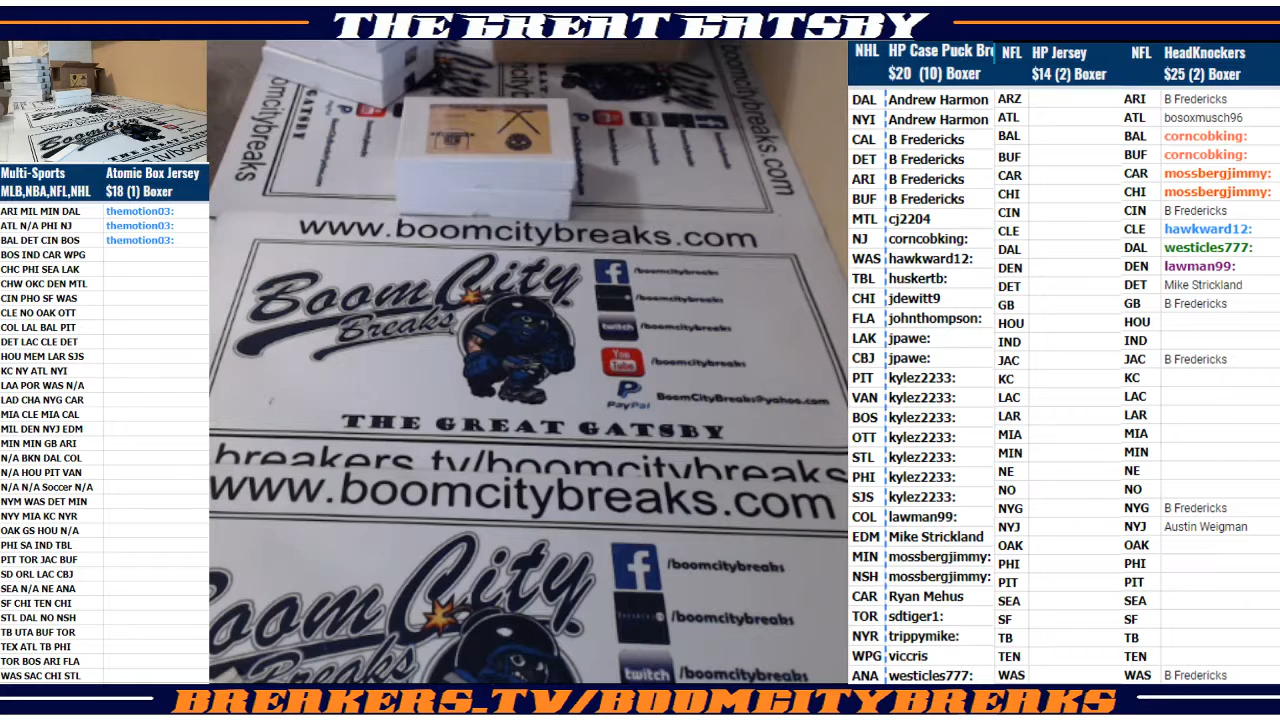 THE GREAT GATSBY
Multi-Sports Atomic Box Jersey
MLB,NBA,NFL,NHL $18 (1) Boxer
ARI MIL MIN DAL themotion03:
ATL N/A PHI NJ themotion03:
BAL DET CIN BOS themotion03:
BOS IND CAR WPG
CHC PHI SEA LAK
CHW OKC DEN MTL
CIN PHO SF WAS
CLE NO OAK OTT
COL LAL BAL PIT
DET LAC CLE DET
HOU MEM LAR SJS
KC NY ATL NYI
LAA POR WAS N/A
LAD CHA NYG CAR
MIA CLE MIA CAL
MIL DEN NYJ EDM
MIN MIN GB ARI
N/A BKN DAL COL
N/A HOU PIT VAN
N/A N/A Soccer N/A
NYM WAS DET MIN
NYY MIA KC NYR
OAK GS HOU N/A
PHI SA IND TBL
PIT TOR JAC BUF
SD ORL LAC CBJ
SEA N/A NE ANA
SF CHI TEN CHI
STL DAL NO NSH
TB UTA BUF TOR
TEX ATL TB PHI
TOR BOS ARI FLA
WAS SAC CHI STL
boomcitybreaks.com
www.boomcitybreaks.com
Boom City
Breaks
/boomcitybreaks
/boomcitybreaks
twitch /boomcitybreaks
You Tube /boomcitybreaks
PayPal BoomCityBreaks@yahoo.com
THE GREAT GATSBY
breakers.tv/boomcitybreaks
www.boomcitybreaks.com
Boom City
Breaks
/boomcitybreaks
/boomcitybreaks
twitch /boomcitybreaks
NHL HP Case Puck Bre
$20 (10) Boxer
DAL Andrew Harmon
NYI Andrew Harmon
CAL B Fredericks
DET B Fredericks
ARI B Fredericks
BUF B Fredericks
MTL cj2204
NJ corncobking:
WAS hawkward12:
TBL huskertb:
CHI jdewitt9
FLA johnthompson:
LAK jpawe:
CBJ jpawe:
PIT kylez2233:
VAN kylez2233:
BOS kylez2233:
OTT kylez2233:
STL kylez2233:
PHI kylez2233:
SJS kylez2233:
COL lawman99:
EDM Mike Strickland
MIN mossbergjimmy:
NSH mossbergjimmy:
CAR Ryan Mehus
TOR sdtiger1:
NYR trippymike:
WPG viccris
ANA westicles777:
NFL HP Jersey
$14 (2) Boxer
ARZ
ATL
BAL
BUF
CAR
CHI
CIN
CLE
DAL
DEN
DET
GB
HOU
IND
JAC
KC
LAC
LAR
MIA
MIN
NE
NO
NYG
NYJ
OAK
PHI
PIT
SEA
SF
TB
TEN
WAS
NFL HeadKnockers
$25 (2) Boxer
ARI B Fredericks
ATL bosoxmusch96
BAL corncobking:
BUF corncobking:
CAR mossbergjimmy:
CHI mossbergjimmy:
CIN B Fredericks
CLE hawkward12:
DAL westicles777:
DEN lawman99:
DET Mike Strickland
GB B Fredericks
HOU
IND
JAC B Fredericks
KC
LAC
LAR
MIA
MIN
NE
NO
NYG B Fredericks
NYJ Austin Weigman
OAK
PHI
PIT
SEA
SF
TB
TEN
WAS B Fredericks
BREAKERS.TV/BOOMCITYBREAKS